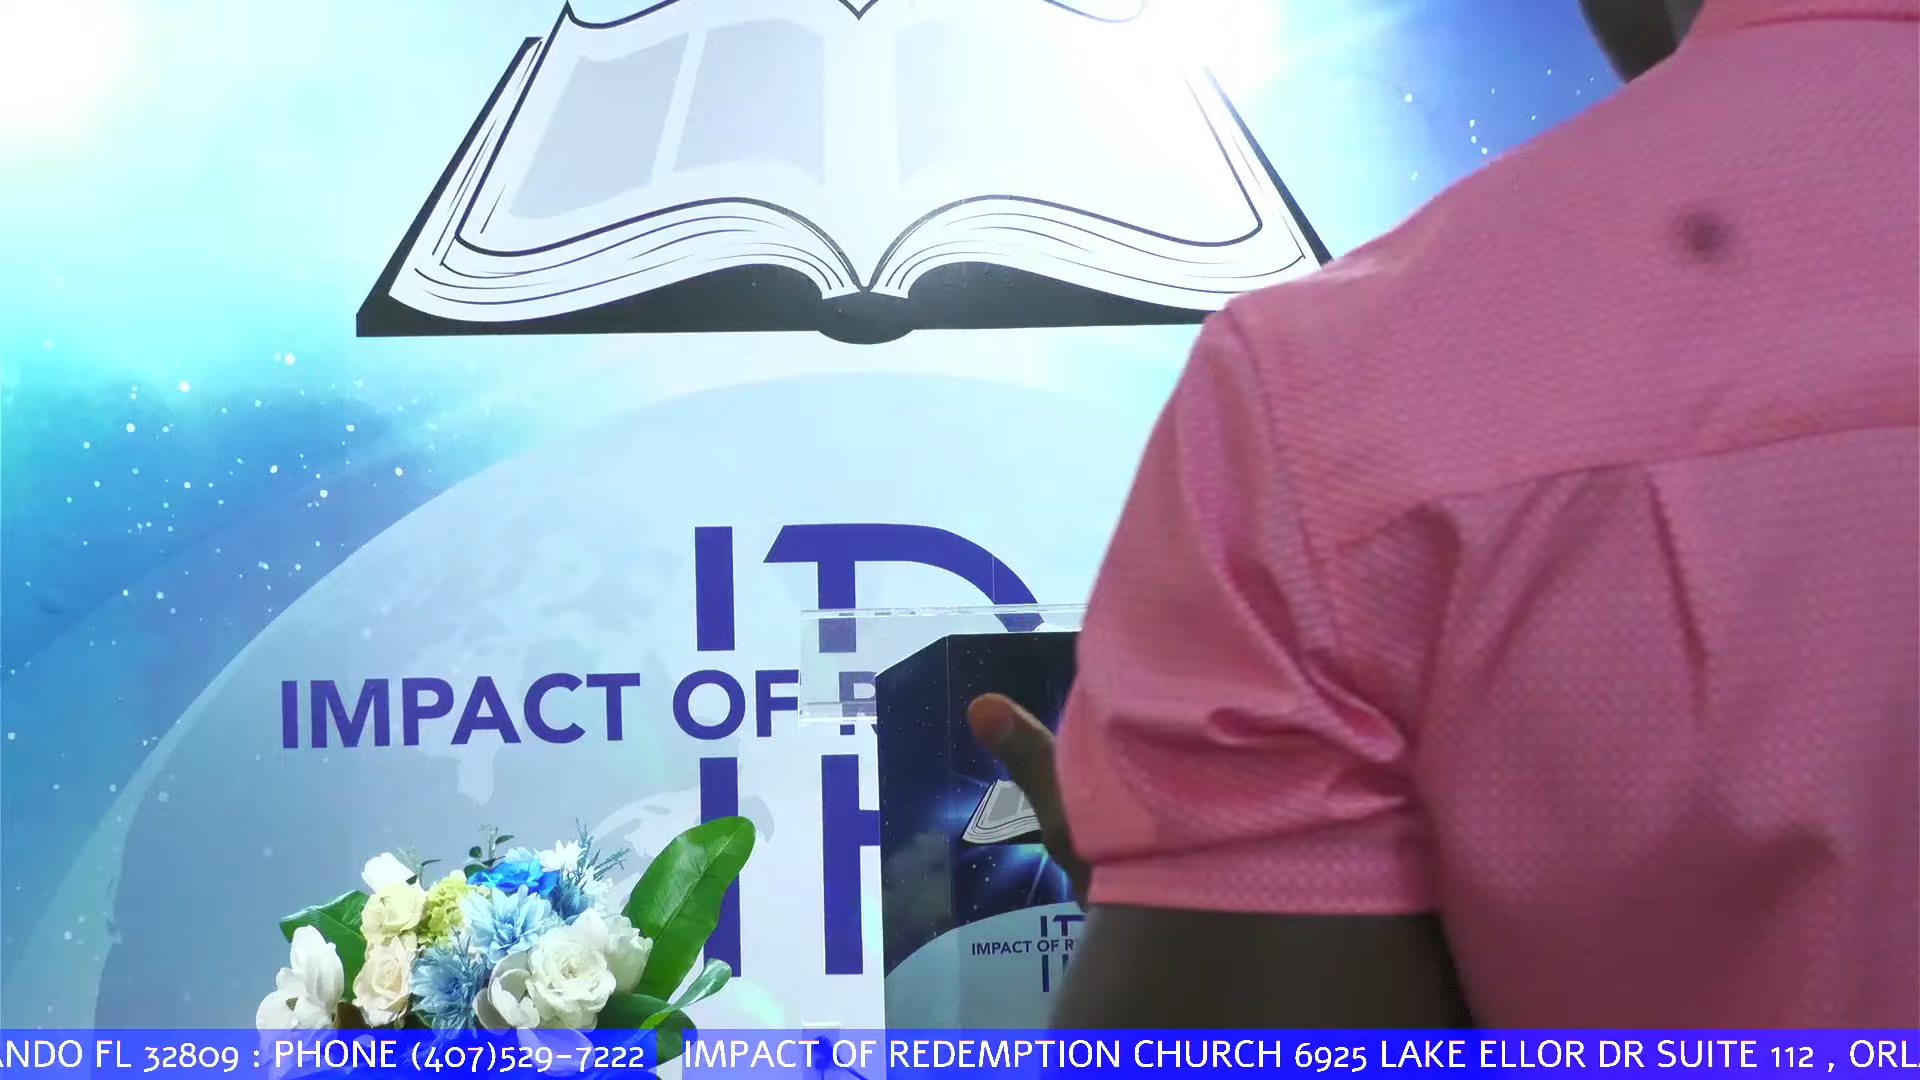 IMPACT OF
IMPACT OF
ANDO FL 32809 : PHONE (407)529-7222 IMPACT OF REDEMPTION CHURCH 6925 LAKE ELLOR DR SUITE 112 , ORL